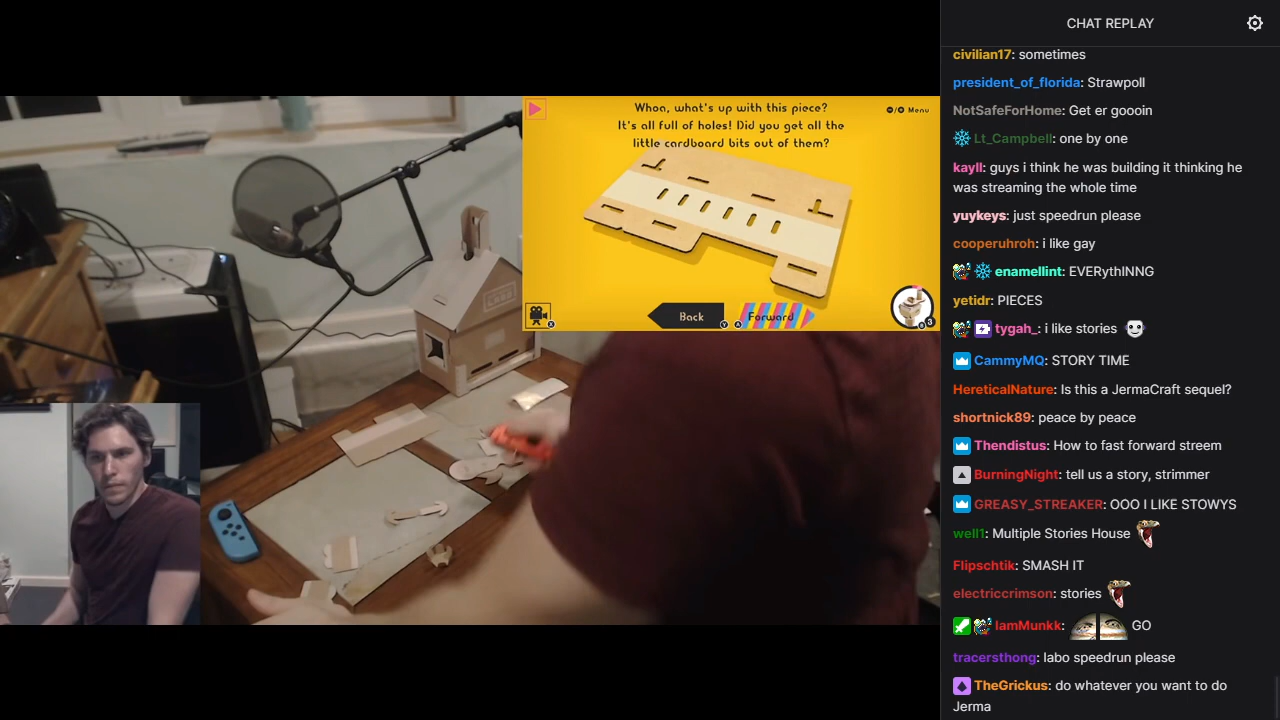 Whoa, what's up with this piece?
It's all full of holes! Did you get all the
little cardboard bits out of them?
Menu
Back
Forward
CHAT REPLAY
civilian17: sometimes
president_of_florida: Strawpoll
NotSafeForHome: Get er goooin
Lt_Campbell: one by one
kayll: guys i think he was building it thinking he
was streaming the whole time
yuykeys: just speedrun please
cooperuhroh: i like gay
enamellint: EVERythINNG
yetidr: PIECES
tygah_: i like stories
CammyMQ: STORY TIME
HereticalNature: Is this a JermaCraft sequel?
shortnick89: peace by peace
Thendistus: How to fast forward streem
BurningNight: tell us a story, strimmer
GREASY_STREAKER: OOO I LIKE STOWYS
well1: Multiple Stories House
Flipschtik: SMASH IT
electriccrimson: stories
IamMunkk: GO
tracersthong: labo speedrun please
TheGrickus: do whatever you want to do
Jerma